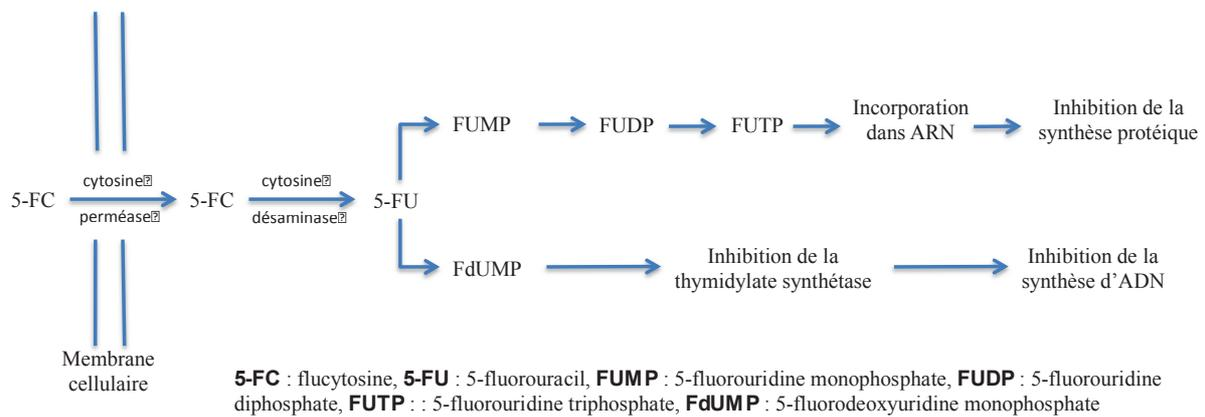 Incorporation
dans ARN
Inhibition de la
synthèse protéique
FUMP
FUDP
FUTP
5-FC
cytosine
perméase
5-FC
cytosine
désaminase
5-FU
FdUMP
Inhibition de la
thymidylate synthétase
Inhibition de la
synthèse d’ADN
Membrane
cellulaire
5-FC : flucytosine, 5-FU : 5-fluorouracil, FUMP : 5-fluorouridine monophosphate, FUDP : 5-fluorouridine
diphosphate, FUTP : : 5-fluorouridine triphosphate, FdUMP : 5-fluorodeoxyuridine monophosphate